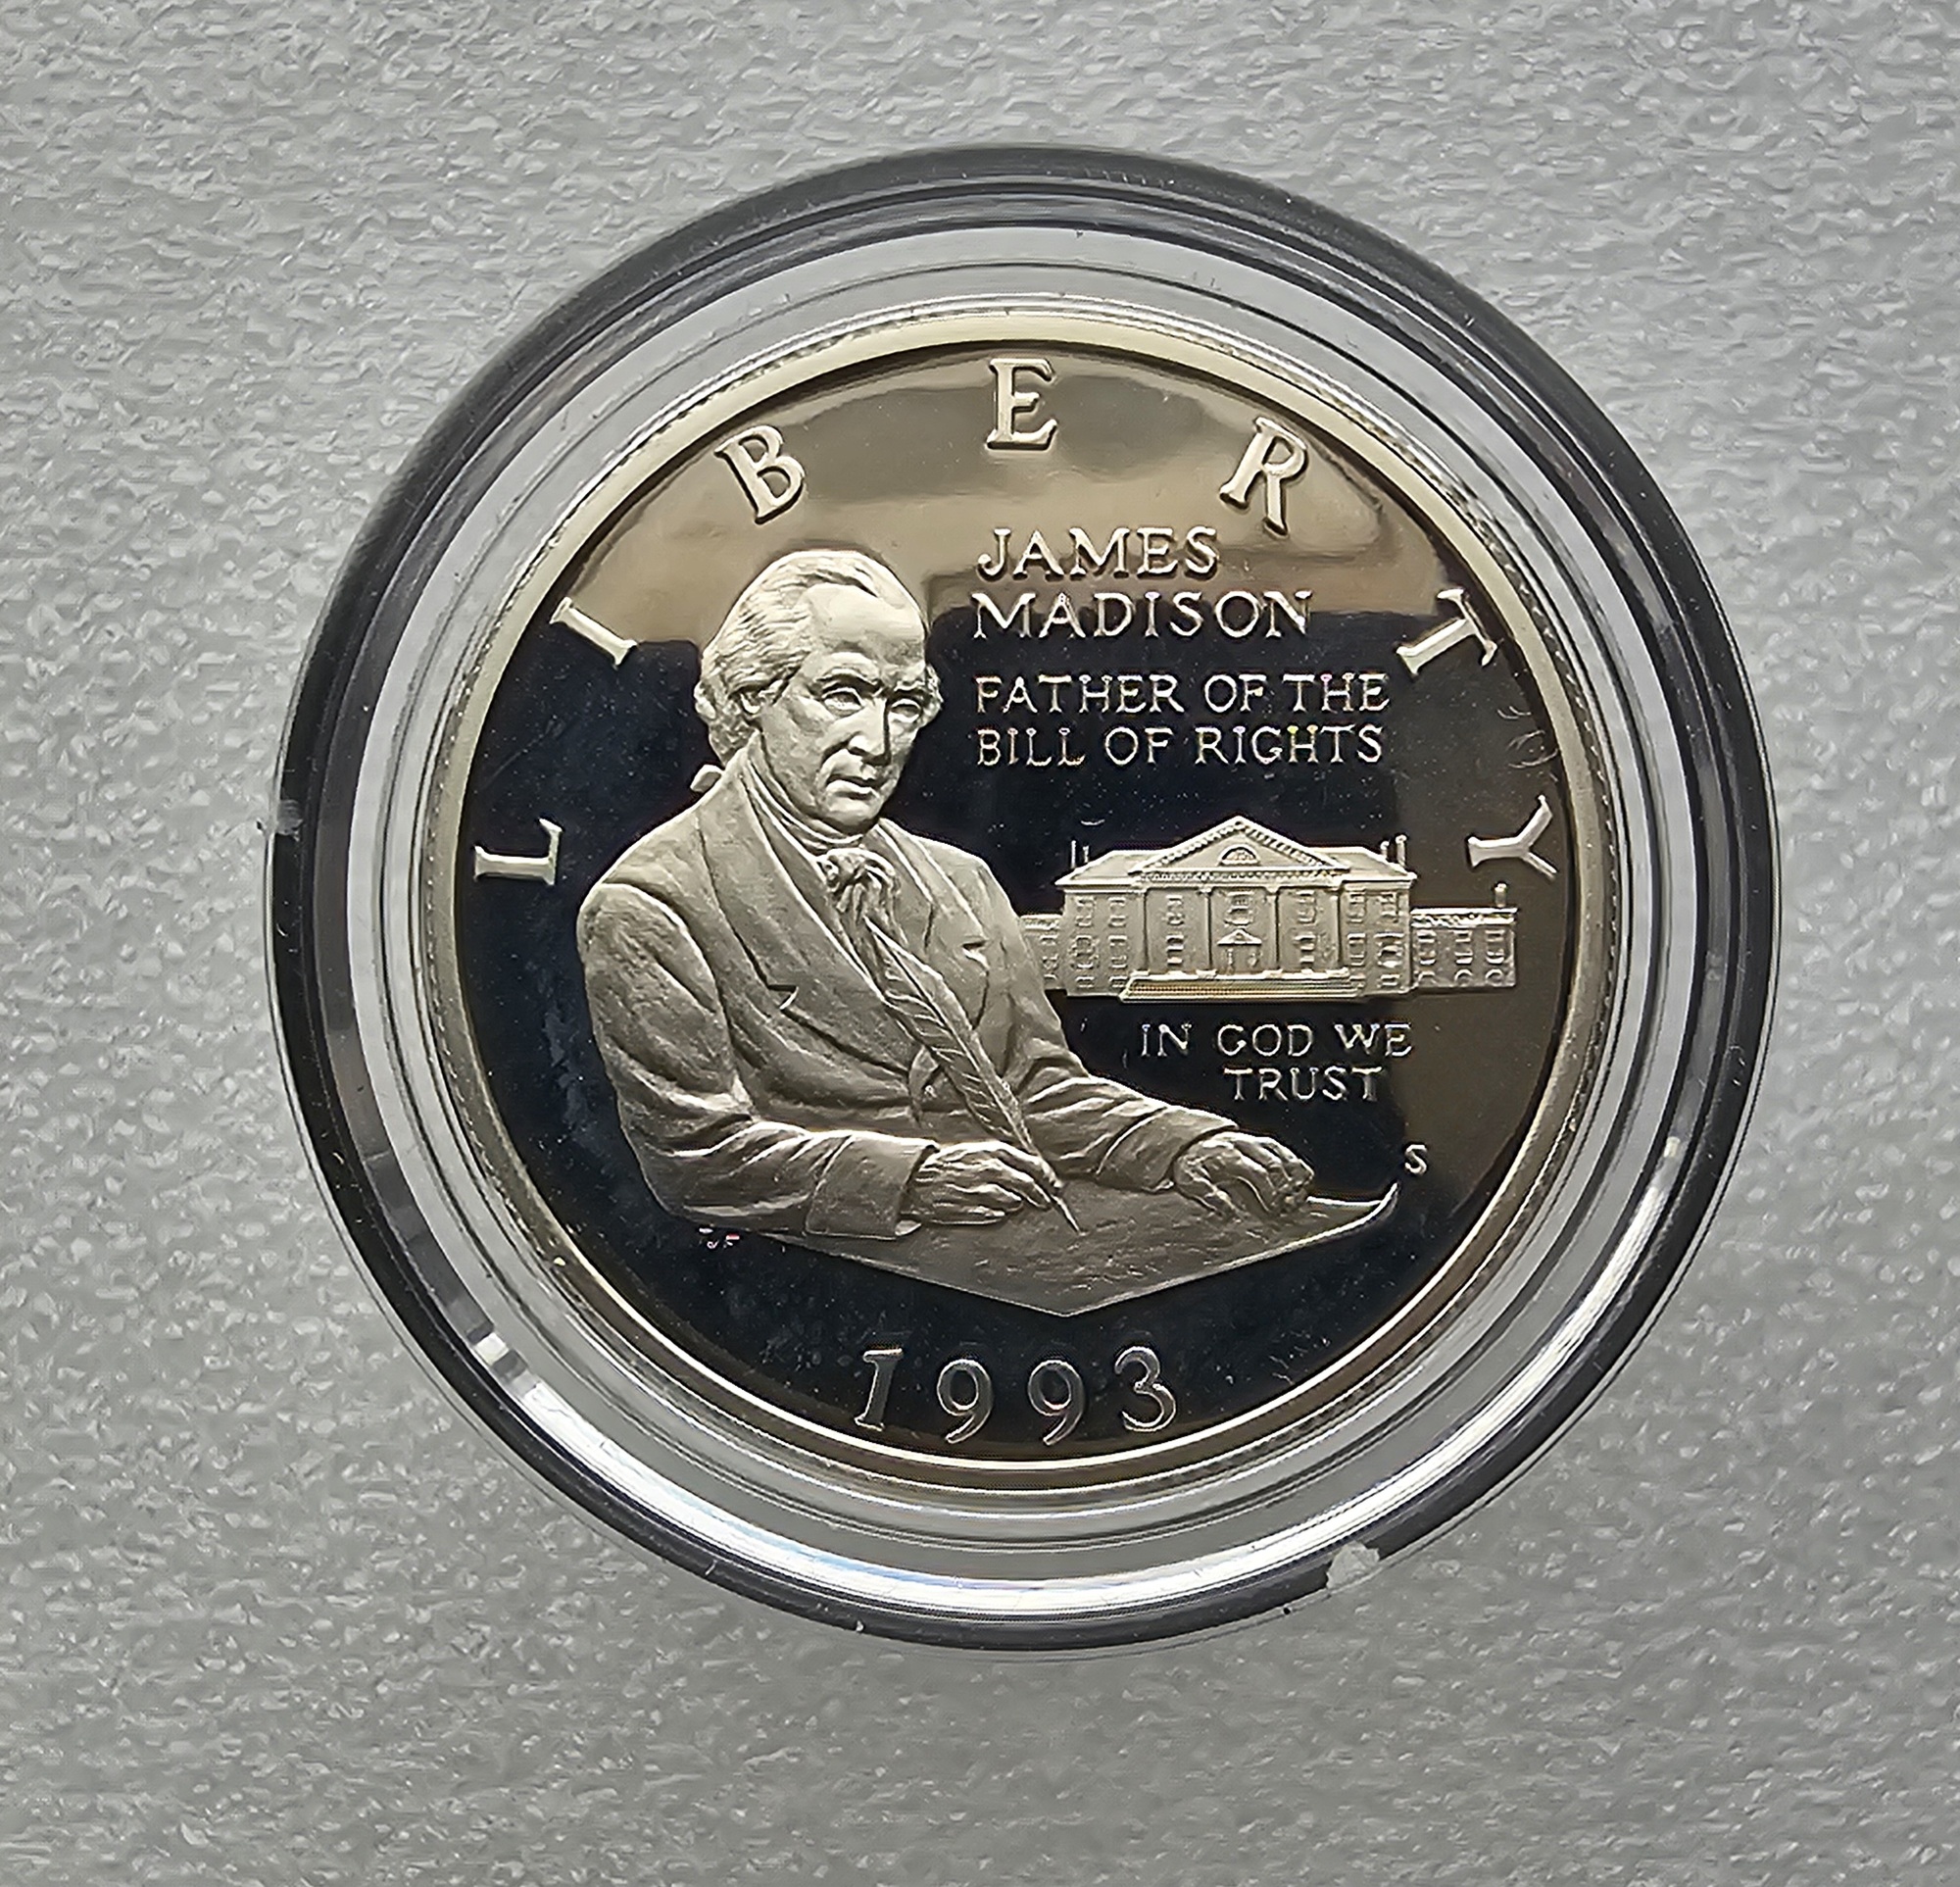 LIBERTY
JAMES
MADISON
FATHER OF THE
BILL OF RIGHTS
IN GOD WE
TRUST
S
1993